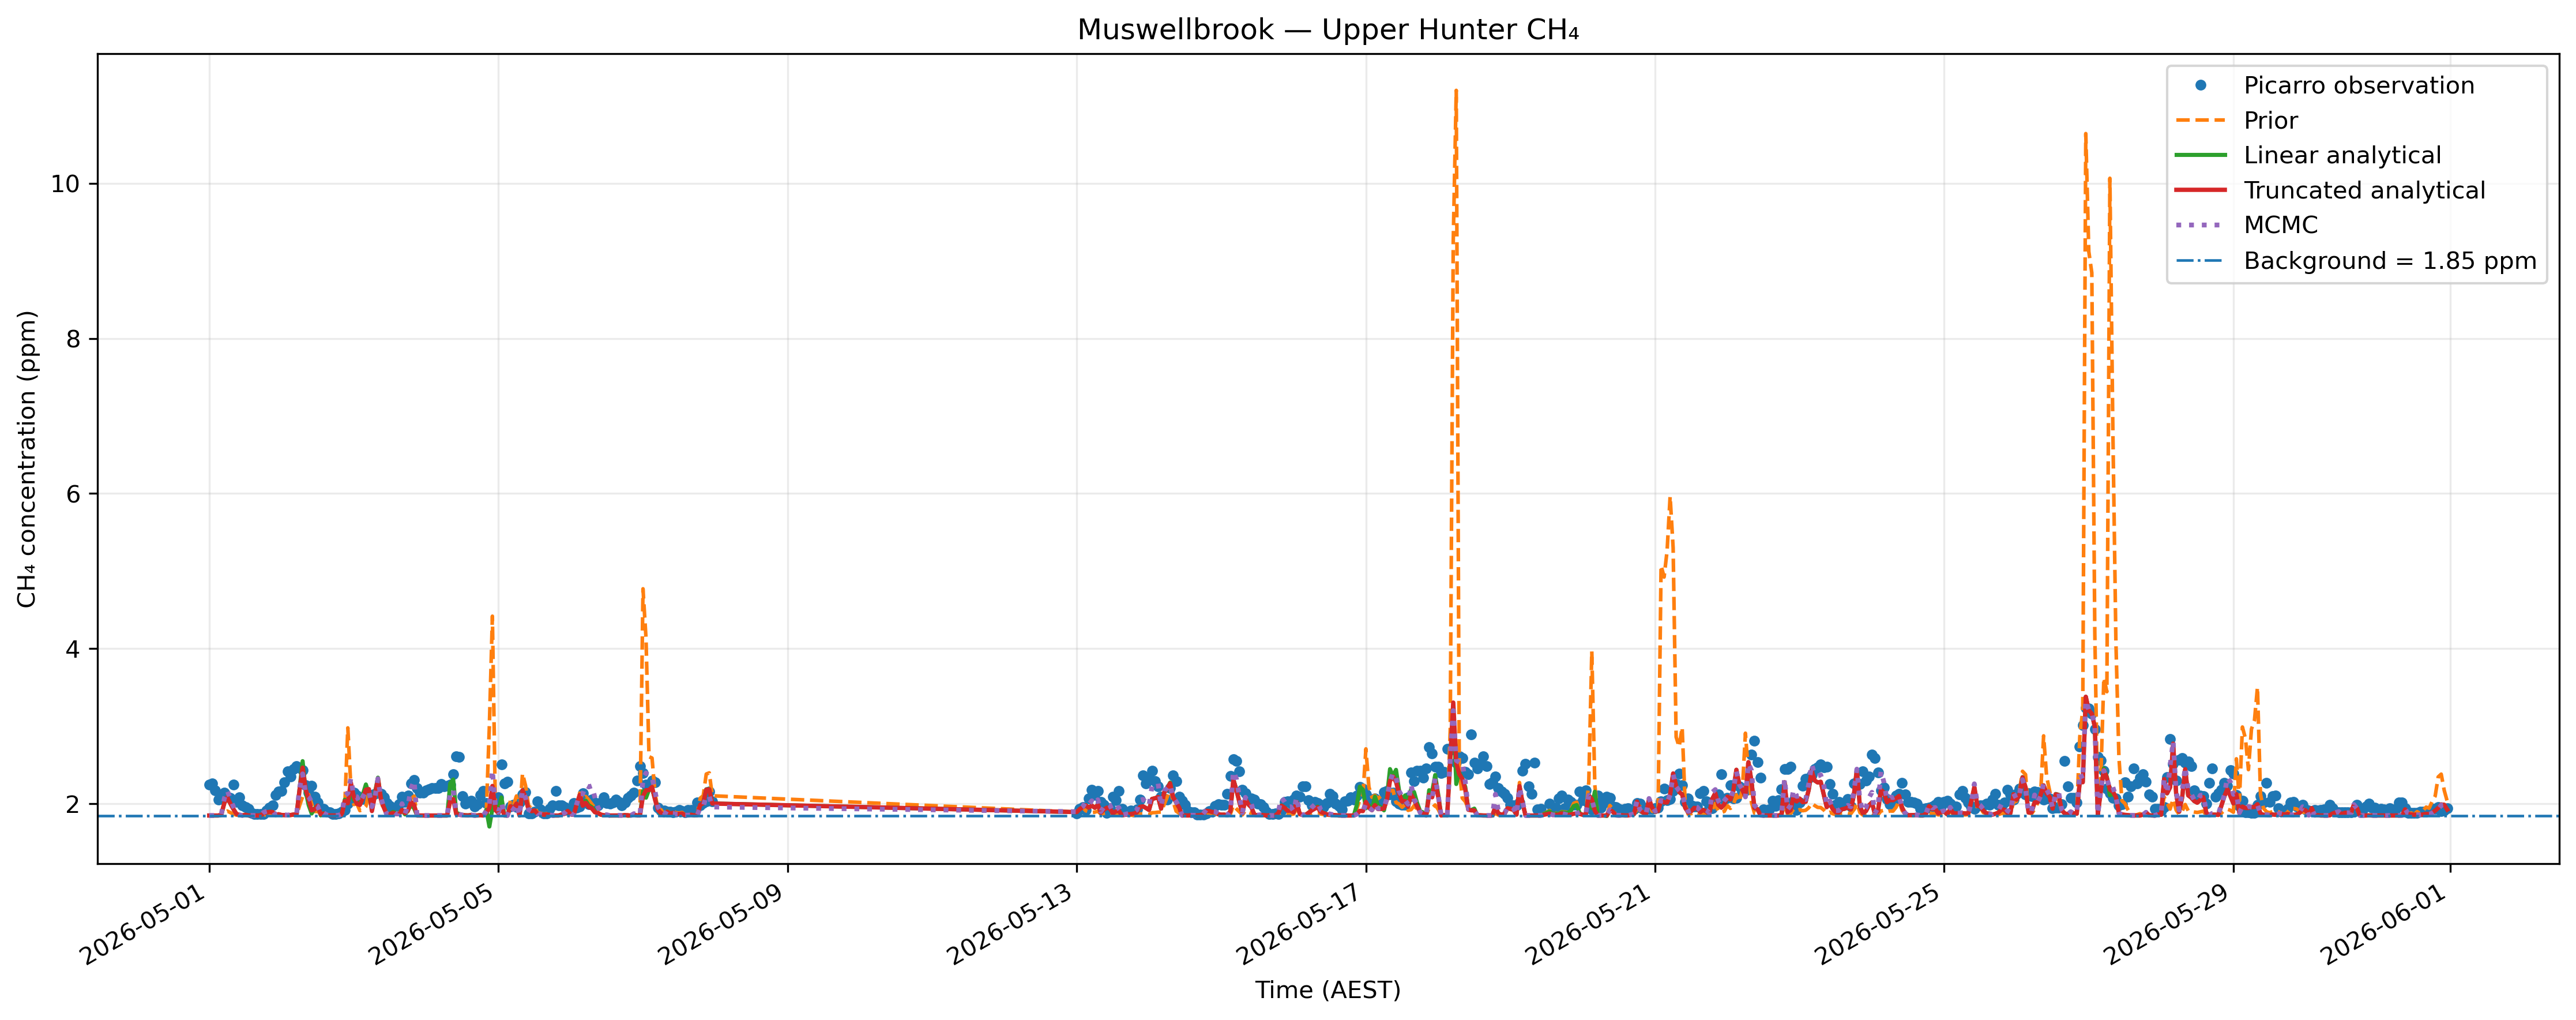 Muswellbrook — Upper Hunter CH₄
Picarro observation
Prior
Linear analytical
Truncated analytical
MCMC
Background = 1.85 ppm
CH₄ concentration (ppm)
10
8
6
4
2
2026-05-01
2026-05-05
2026-05-09
2026-05-13
2026-05-17
2026-05-21
2026-05-25
2026-05-29
2026-06-01
Time (AEST)